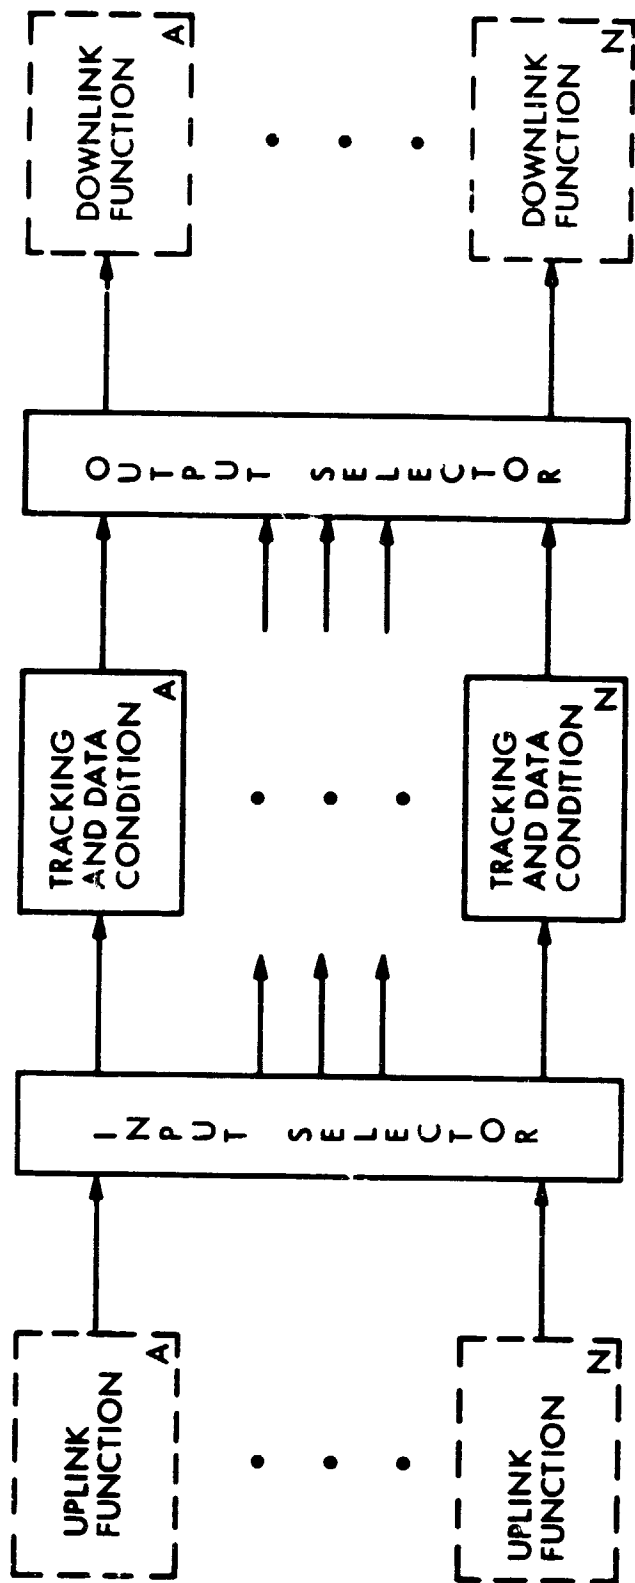 UPLINK
FUNCTION
A
UPLINK
FUNCTION
N
INPUT SELECTOR
TRACKING
AND DATA
CONDITION
A
TRACKING
AND DATA
CONDITION
N
OUTPUT SELECTOR
DOWNLINK
FUNCTION
A
DOWNLINK
FUNCTION
N